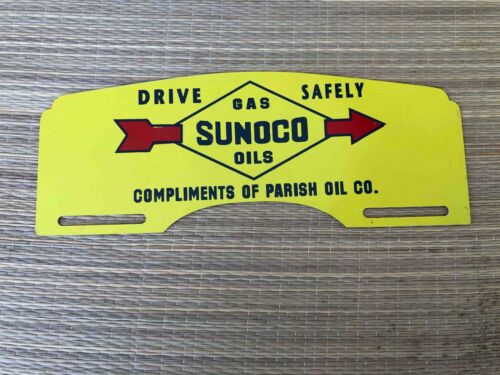 DRIVE SAFELY
GAS
SUNOCO
OILS
COMPLIMENTS OF PARISH OIL CO.